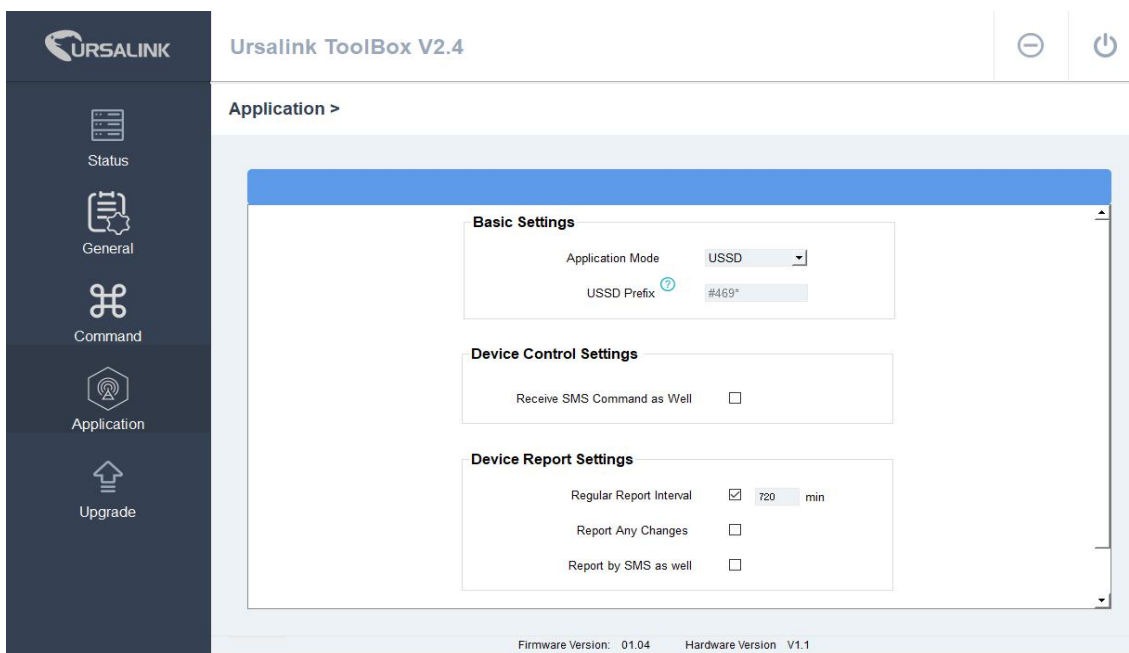 URSALINK
Ursalink ToolBox V2.4
Application >
Status
General
Command
Application
Upgrade
Basic Settings
Application Mode USSD
USSD Prefix ? #469*
Device Control Settings
Receive SMS Command as Well
Device Report Settings
Regular Report Interval 720 min
Report Any Changes
Report by SMS as well
Firmware Version: 01.04 Hardware Version V1.1